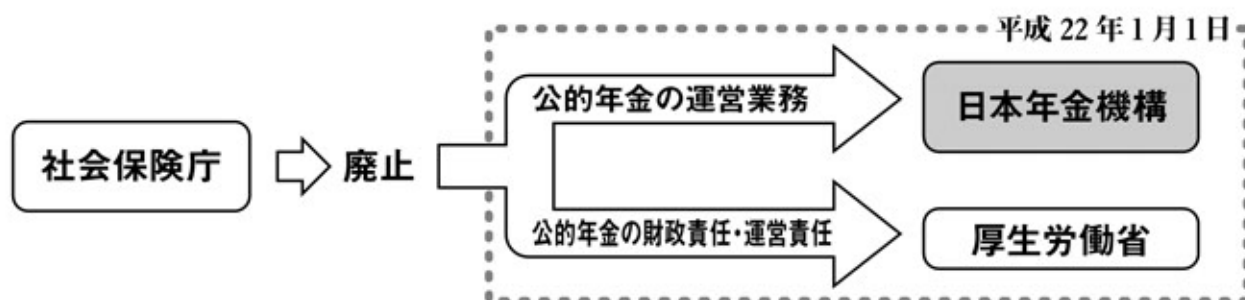 平成22年1月1日
公的年金の運営業務
日本年金機構
社会保険庁
廃止
公的年金の財政責任・運営責任
厚生労働省